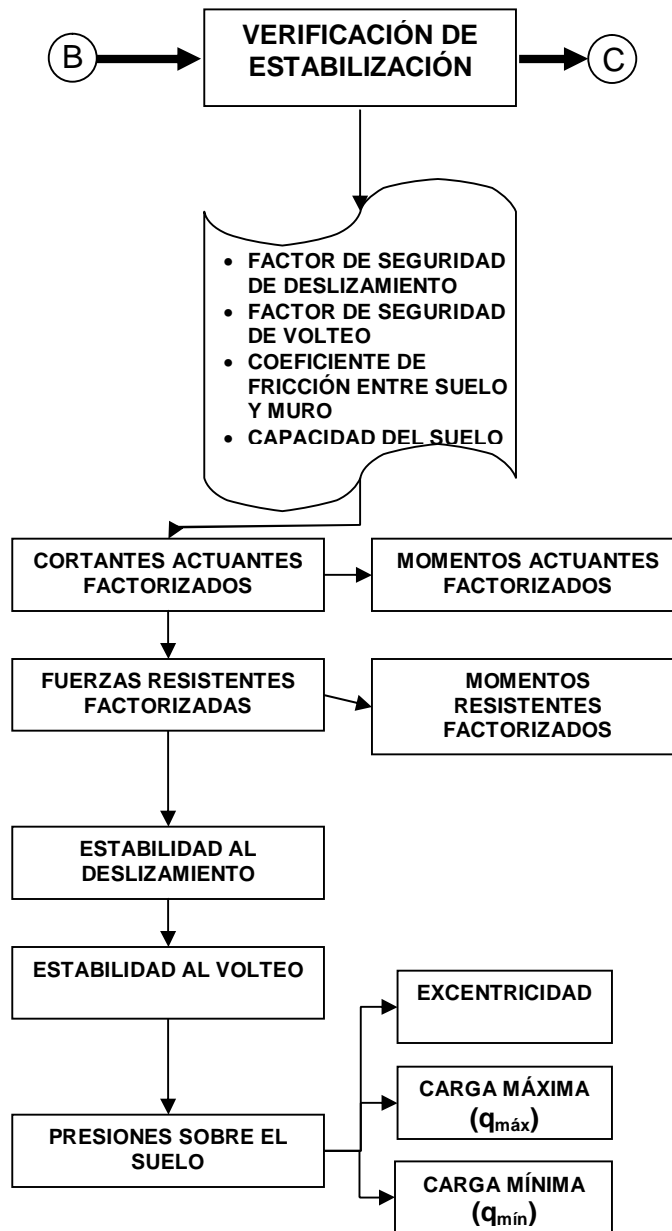 B
VERIFICACIÓN DE
ESTABILIZACIÓN
C
• FACTOR DE SEGURIDAD
DE DESLIZAMIENTO
• FACTOR DE SEGURIDAD
DE VOLTEO
• COEFICIENTE DE
FRICCIÓN ENTRE SUELO
Y MURO
• CAPACIDAD DEL SUELO
CORTANTES ACTUANTES
FACTORIZADOS
MOMENTOS ACTUANTES
FACTORIZADOS
FUERZAS RESISTENTES
FACTORIZADAS
MOMENTOS
RESISTENTES
FACTORIZADOS
ESTABILIDAD AL
DESLIZAMIENTO
ESTABILIDAD AL VOLTEO
EXCENTRICIDAD
CARGA MÁXIMA
(qmáx)
PRESIONES SOBRE EL
SUELO
CARGA MÍNIMA
(qmín)